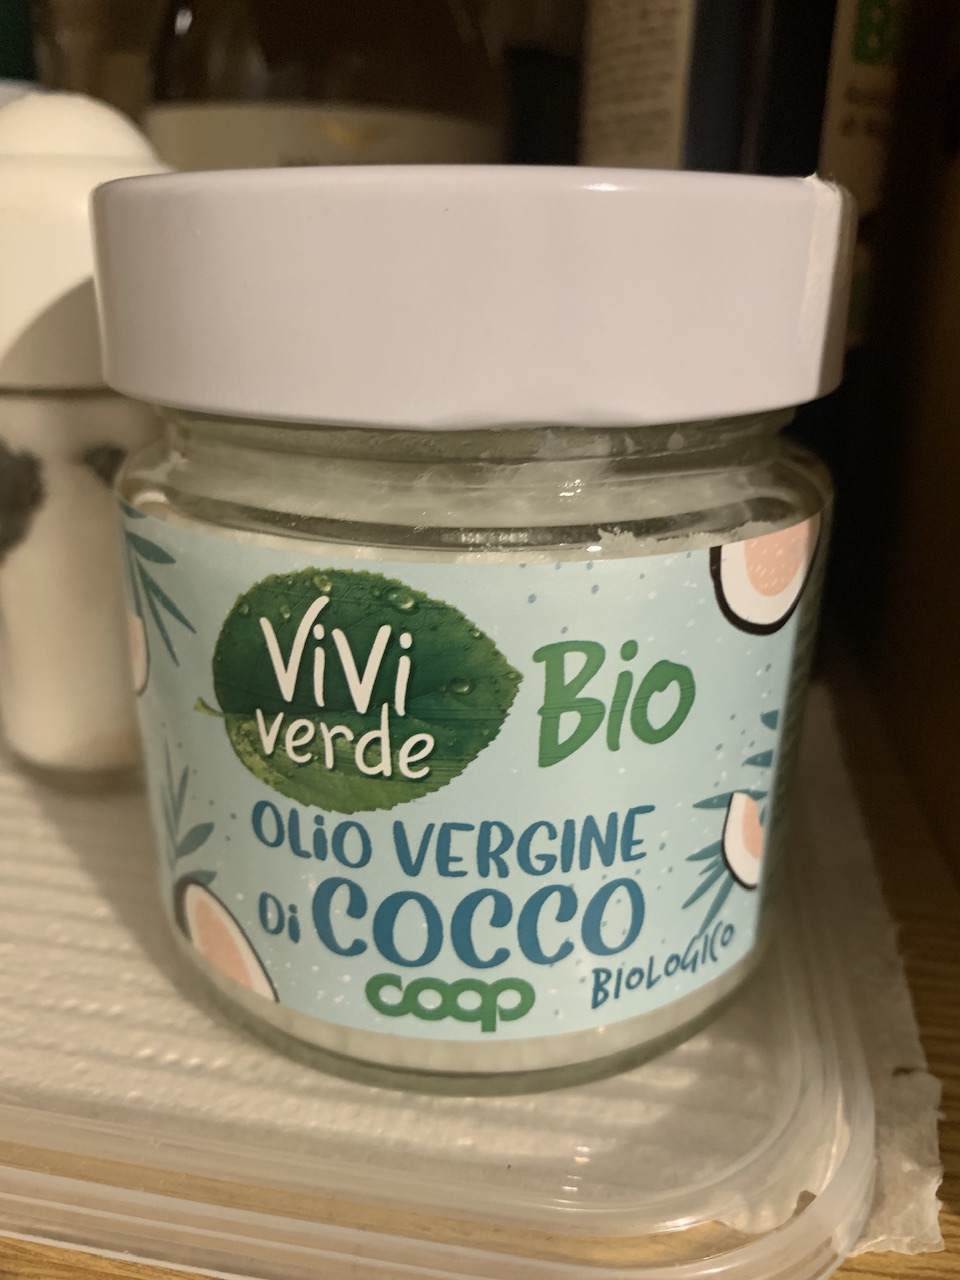 ViVi
verde
Bio
OLiO VERGINE
Di COCCO
BIOLOGICO
coop